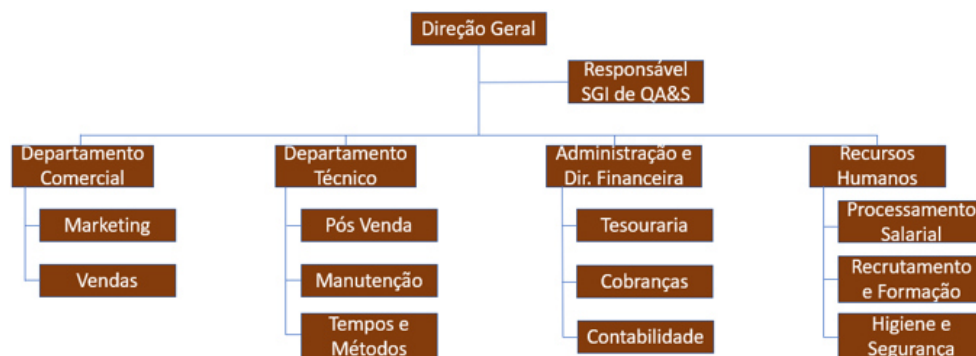 Direção Geral
Responsável
SGI de QA&S
Departamento
Comercial
Departamento
Técnico
Administração e
Dir. Financeira
Recursos
Humanos
Marketing
Vendas
Pós Venda
Manutenção
Tempos e
Métodos
Tesouraria
Cobranças
Contabilidade
Processamento
Salarial
Recrutamento
e Formação
Higiene e
Segurança